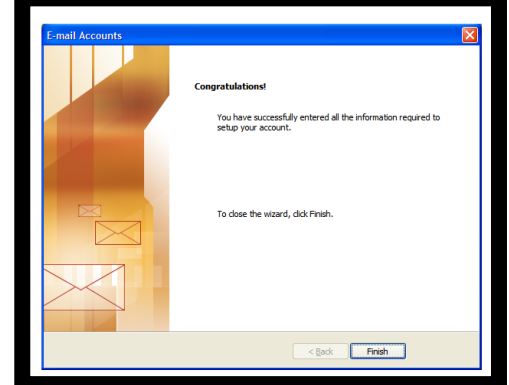 E-mail Accounts
Congratulations!
You have successfully entered all the information required to
setup your account.
To close the wizard, click Finish.
< Back
Finish